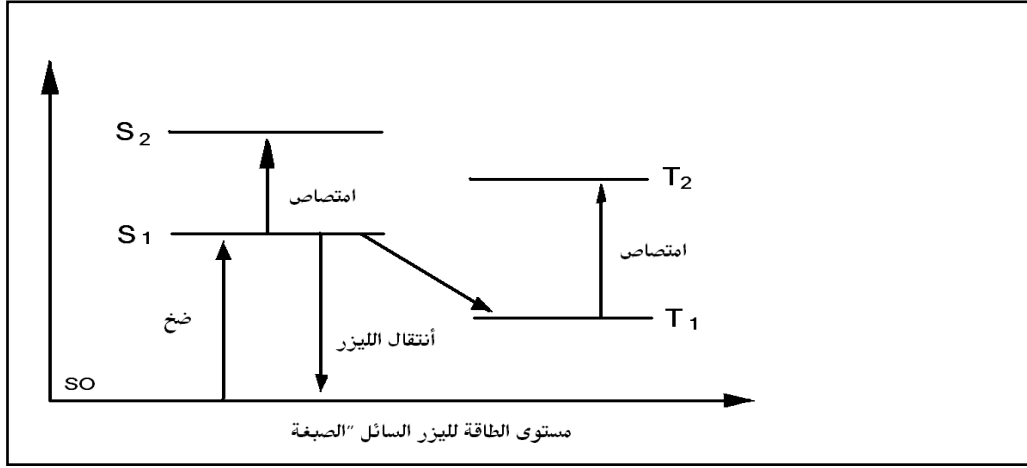 S2
امتصاص
T2
S1
امتصاص
ضخ
أنتقال الليزر
T1
SO
مستوى الطاقة لليزر السائل "الصبغة